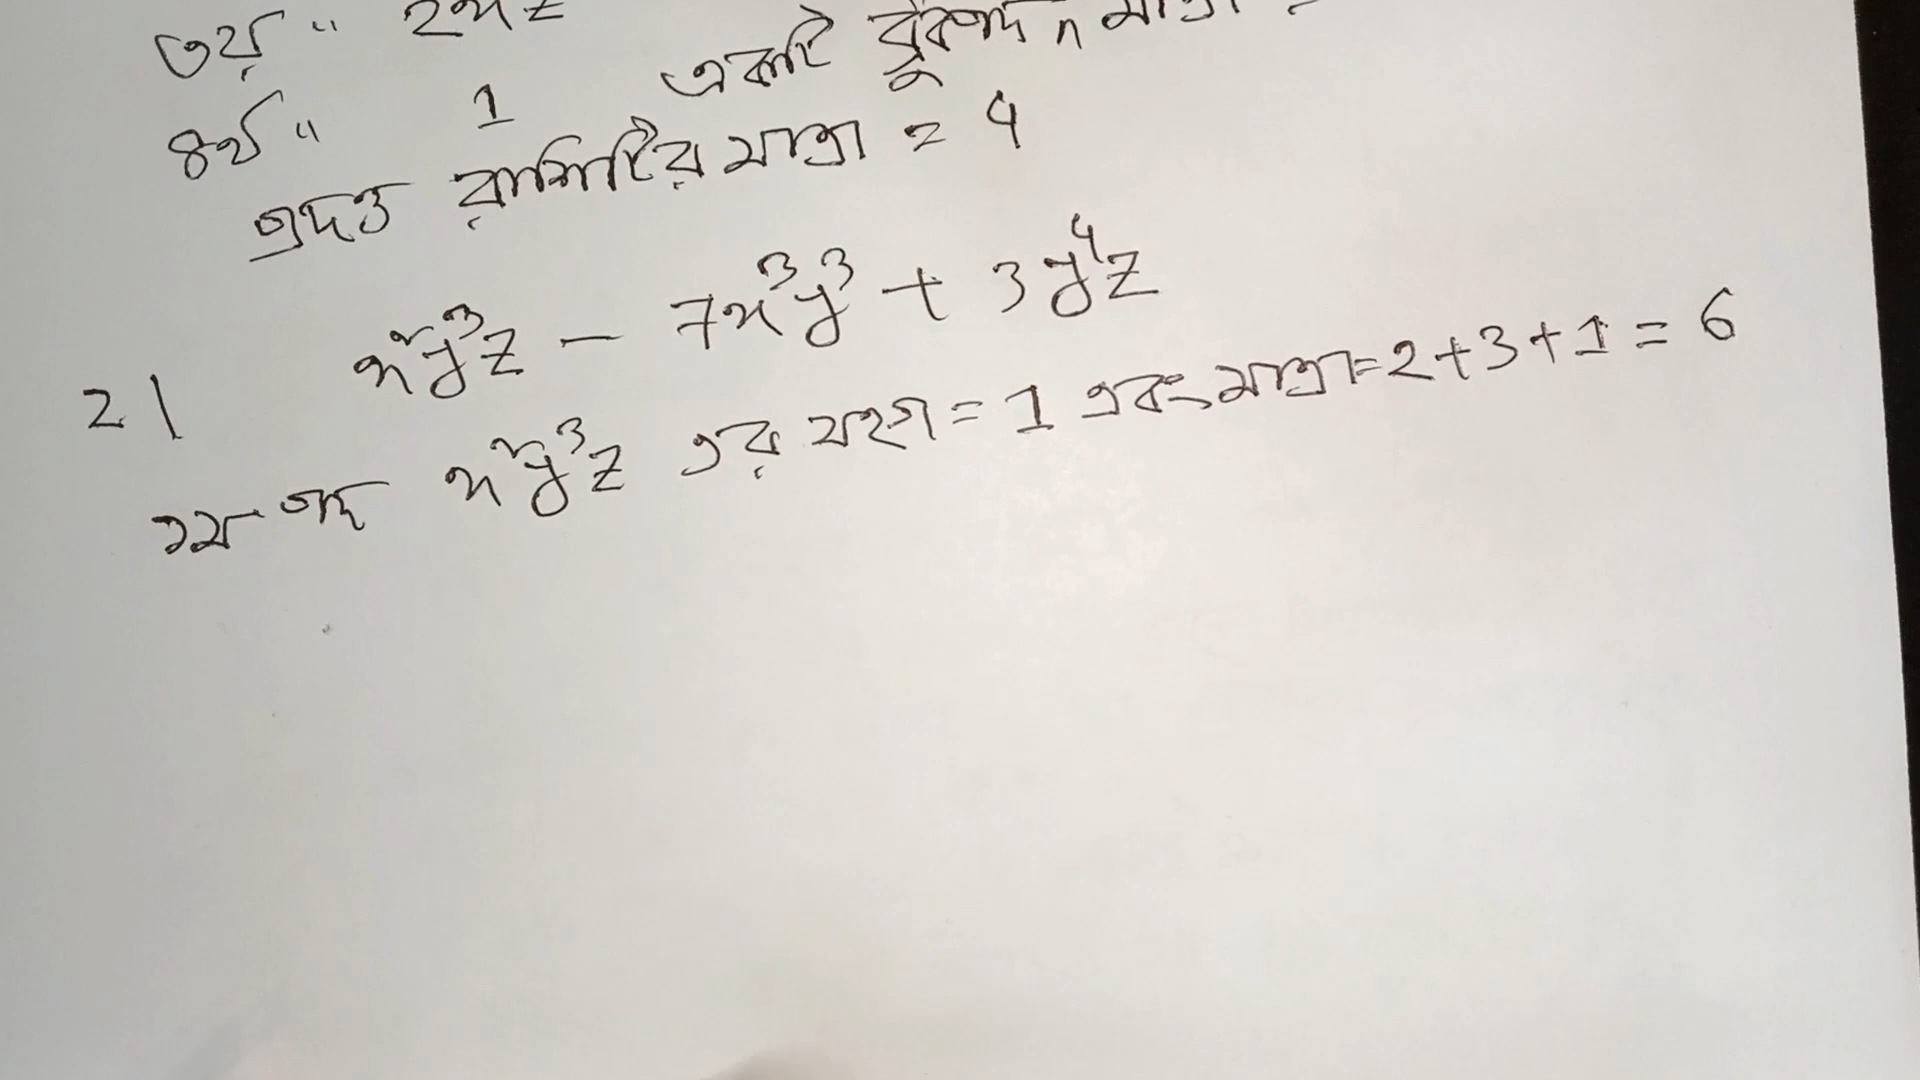 ৩য় " 2xz
৪র্থ " 1 একটি ধ্রুবপদ n মাত্রা =
প্রদত্ত রাশিটির মাত্রা = 4
2। x²y³z - 7x³y³ + 3y⁴z
১ম পদ x²y³z এর সহগ = 1 এবং মাত্রা = 2+3+1 = 6